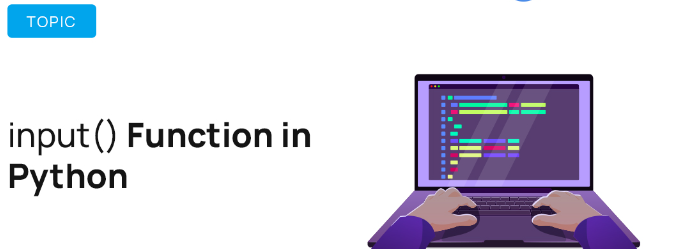 TOPIC
input() Function in
Python